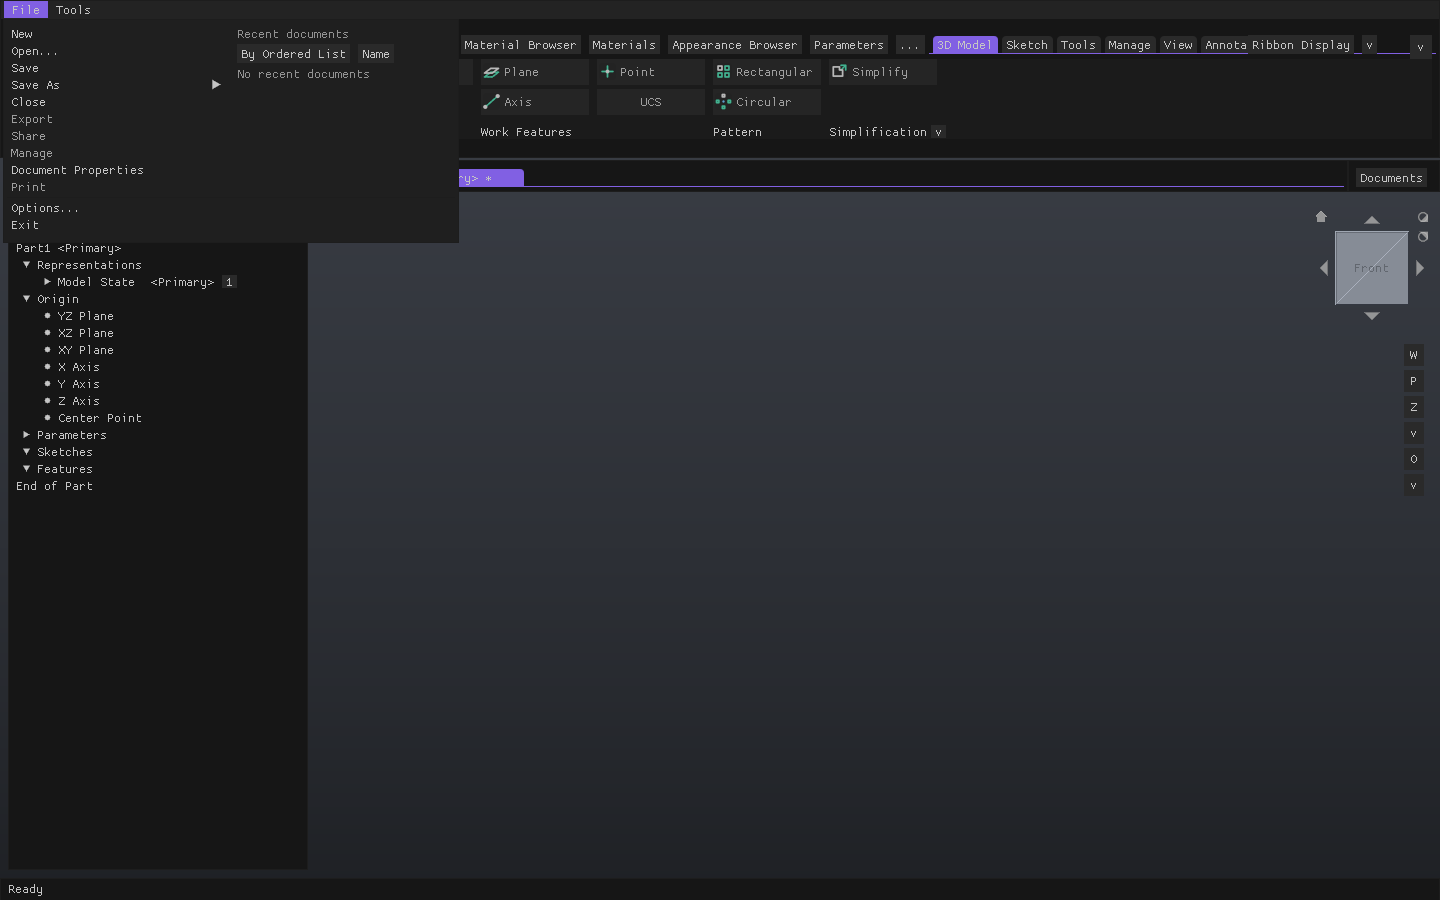 File Tools
New
Open...
Save
Save As
Close
Export
Share
Manage
Document Properties
Print
Options...
Exit
Recent documents
By Ordered List Name
No recent documents
Material Browser Materials Appearance Browser Parameters ... 3D Model Sketch Tools Manage View Annota Ribbon Display v v
Plane Point Rectangular Simplify
Axis UCS Circular
Work Features Pattern Simplification v
ry> * Documents
Part1 <Primary>
Representations
Model State <Primary> 1
Origin
YZ Plane
XZ Plane
XY Plane
X Axis
Y Axis
Z Axis
Center Point
Parameters
Sketches
Features
End of Part
Front
W
P
Z
v
O
v
Ready